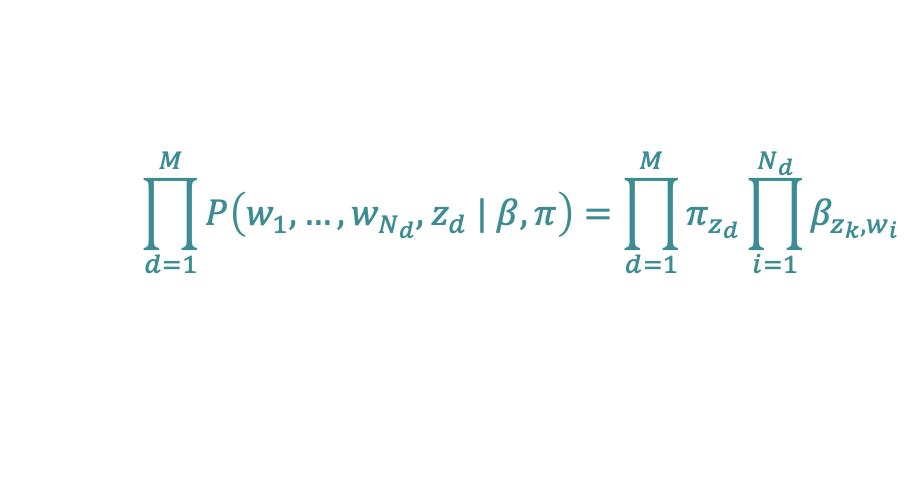 ∏_{d=1}^{M} P(w_1, …, w_{N_d}, z_d | β, π) = ∏_{d=1}^{M} π_{z_d} ∏_{i=1}^{N_d} β_{z_k, w_i}